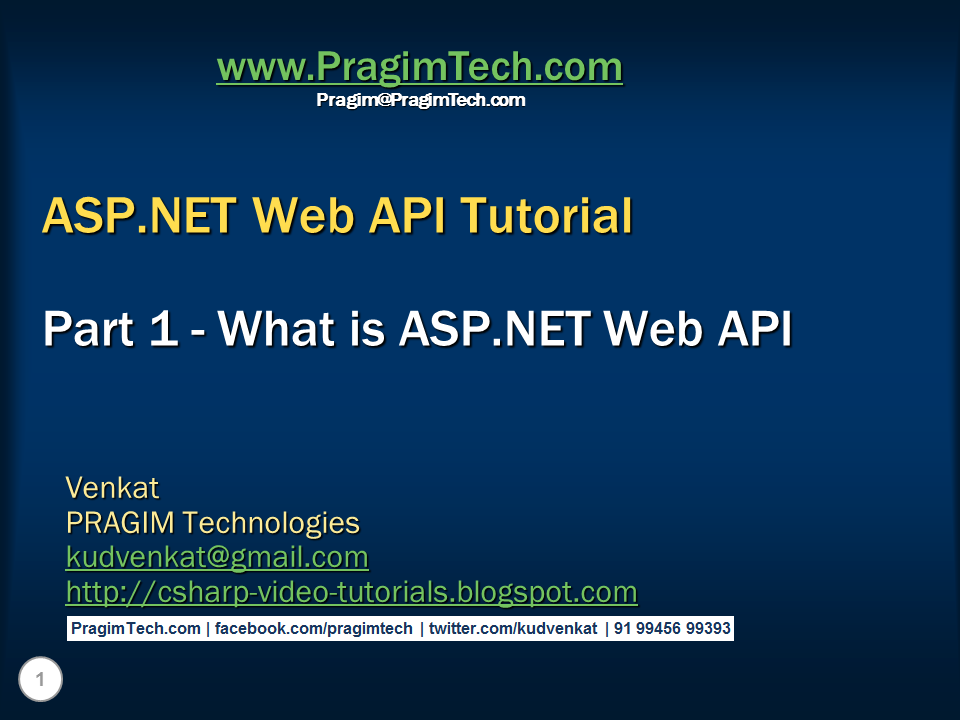 www.PragimTech.com
Pragim@PragimTech.com
ASP.NET Web API Tutorial
Part 1 - What is ASP.NET Web API
Venkat
PRAGIM Technologies
kudvenkat@gmail.com
http://csharp-video-tutorials.blogspot.com
PragimTech.com | facebook.com/pragimtech | twitter.com/kudvenkat | 91 99456 99393
1